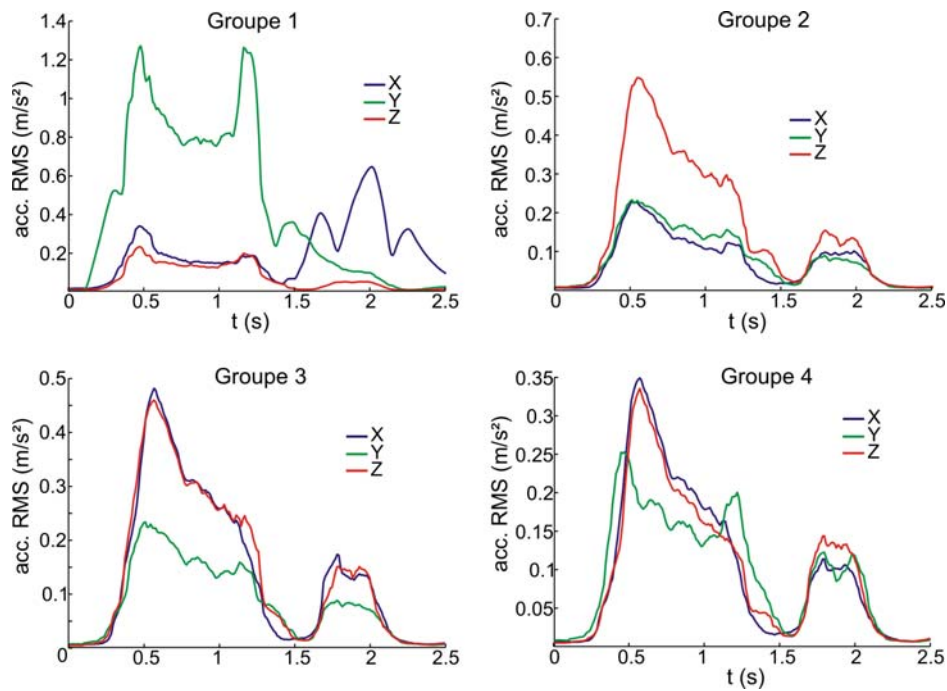 Groupe 1
acc. RMS (m/s²)
1.4
1.2
1.0
0.8
0.6
0.4
0.2
X
Y
Z
0 0.5 1 1.5 2 2.5
t (s)
Groupe 2
acc. RMS (m/s²)
0.7
0.6
0.5
0.4
0.3
0.2
0.1
X
Y
Z
0 0.5 1 1.5 2 2.5
t (s)
Groupe 3
acc. RMS (m/s²)
0.5
0.4
0.3
0.2
0.1
X
Y
Z
0 0.5 1 1.5 2 2.5
t (s)
Groupe 4
acc. RMS (m/s²)
0.35
0.30
0.25
0.20
0.15
0.1
0.05
X
Y
Z
0 0.5 1 1.5 2 2.5
t (s)